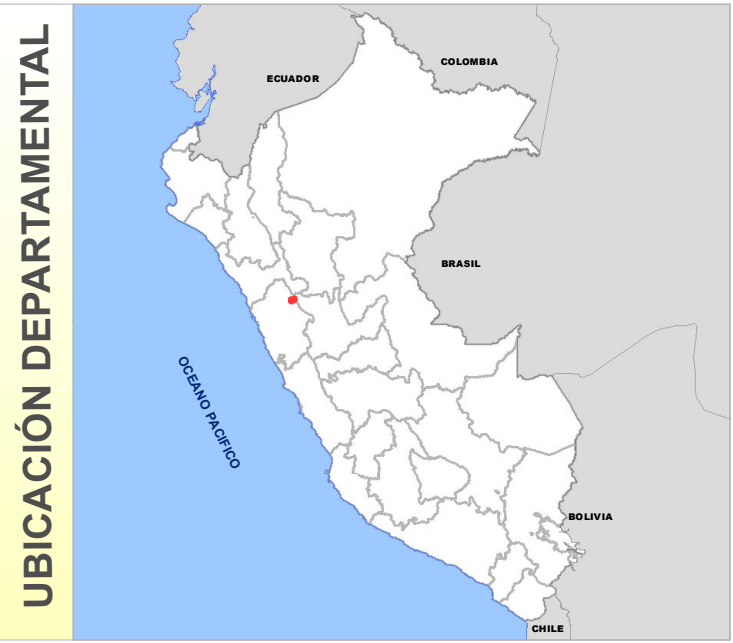 UBICACIÓN DEPARTAMENTAL
COLOMBIA
ECUADOR
BRASIL
OCEANO PACIFICO
BOLIVIA
CHILE